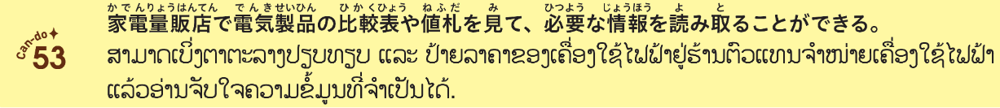 かでんりょうはんてん でんきせいひん ひかくひょう ねふだ み ひつよう じょうほう よ と
家電量販店で電気製品の比較表や値札を見て、必要な情報を読み取ることができる。
Can-do
53
ສາມາດເບິ່ງຕາຕະລາງປຽບທຽບ ແລະ ປ້າຍລາຄາຂອງເຄື່ອງໃຊ້ໄຟຟ້າຢູ່ຮ້ານຕົວແທນຈຳໜ່າຍເຄື່ອງໃຊ້ໄຟຟ້າ
ແລ້ວອ່ານຈັບໃຈຄວາມຂໍ້ມູນທີ່ຈຳເປັນໄດ້.